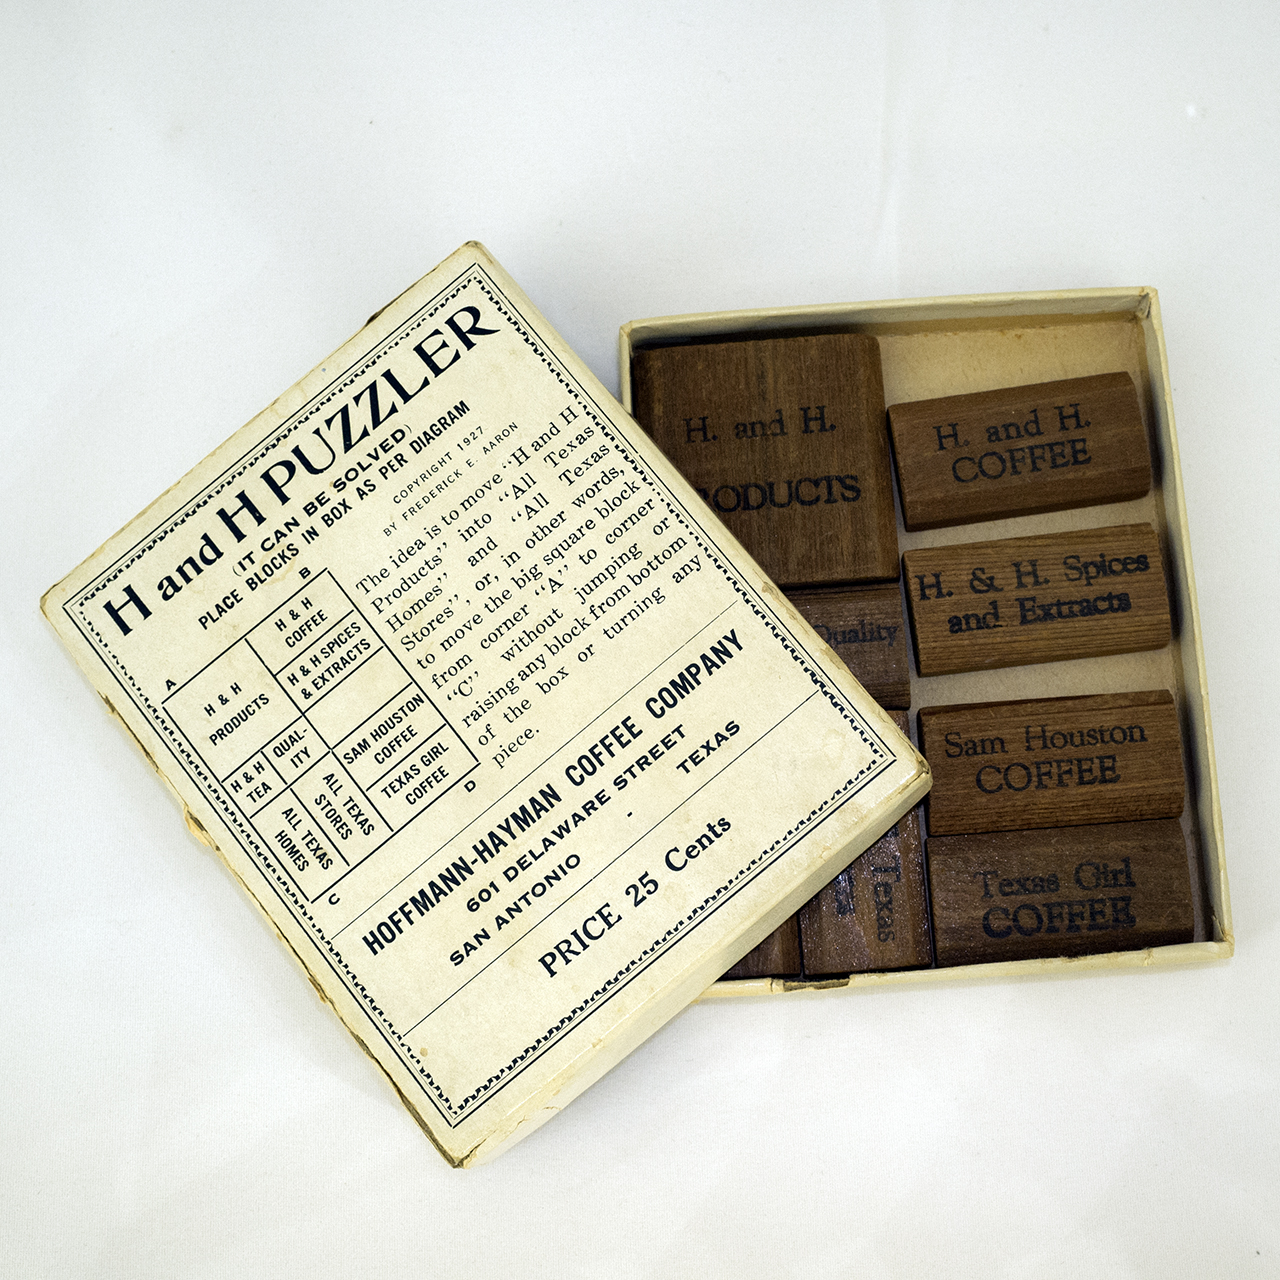 H and H PUZZLER
(IT CAN BE SOLVED)
PLACE BLOCKS IN BOX AS PER DIAGRAM
COPYRIGHT 1927
BY FREDERICK E. AARON
A
B
H & H
PRODUCTS
H & H
COFFEE
H & H SPICES
& EXTRACTS
H & H
TEA
QUAL-
ITY
SAM HOUSTON
COFFEE
ALL TEXAS
HOMES
ALL TEXAS
STORES
TEXAS GIRL
COFFEE
C
D
The idea is to move "H and H
Products" into "All Texas
Homes" and "All Texas
Stores", or, in other words,
to move the big square block
from corner "A" to corner
"C" without jumping or
raising any block from bottom
of the box or turning any
piece.
HOFFMANN-HAYMAN COFFEE COMPANY
601 DELAWARE STREET
SAN ANTONIO - TEXAS
PRICE 25 Cents
H. and H.
ODUCTS
H. and H.
COFFEE
H. & H. Spices
and Extracts
Quality
Sam Houston
COFFEE
Texas
Texas Girl
COFFEE